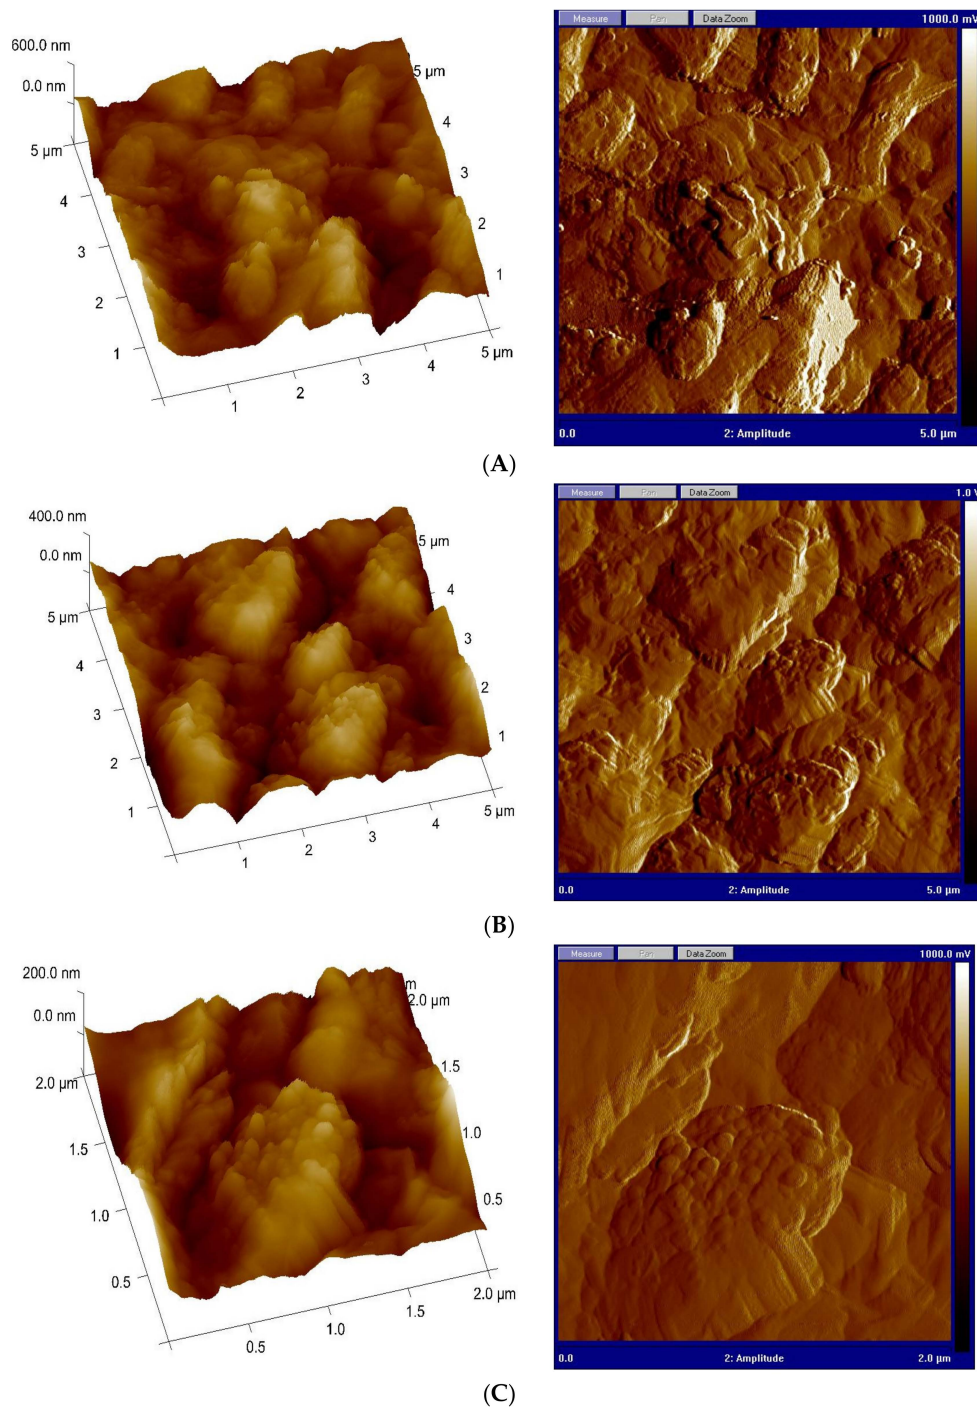 600.0 nm
0.0 nm
5 µm
4
3
2
1
1
2
3
4
5 µm
1
2
3
4
5 µm
Measure
Pan
Data Zoom
1000.0 mV
0.0
2: Amplitude
5.0 µm
(A)
400.0 nm
0.0 nm
5 µm
4
3
2
1
1
2
3
4
5 µm
1
2
3
4
5 µm
Measure
Pan
Data Zoom
1.0 V
0.0
2: Amplitude
5.0 µm
(B)
200.0 nm
0.0 nm
2.0 µm
1.5
1.0
0.5
0.5
1.0
1.5
2.0 µm
0.5
1.0
1.5
2.0 µm
m
Measure
Pan
Data Zoom
1000.0 mV
0.0
2: Amplitude
2.0 µm
(C)